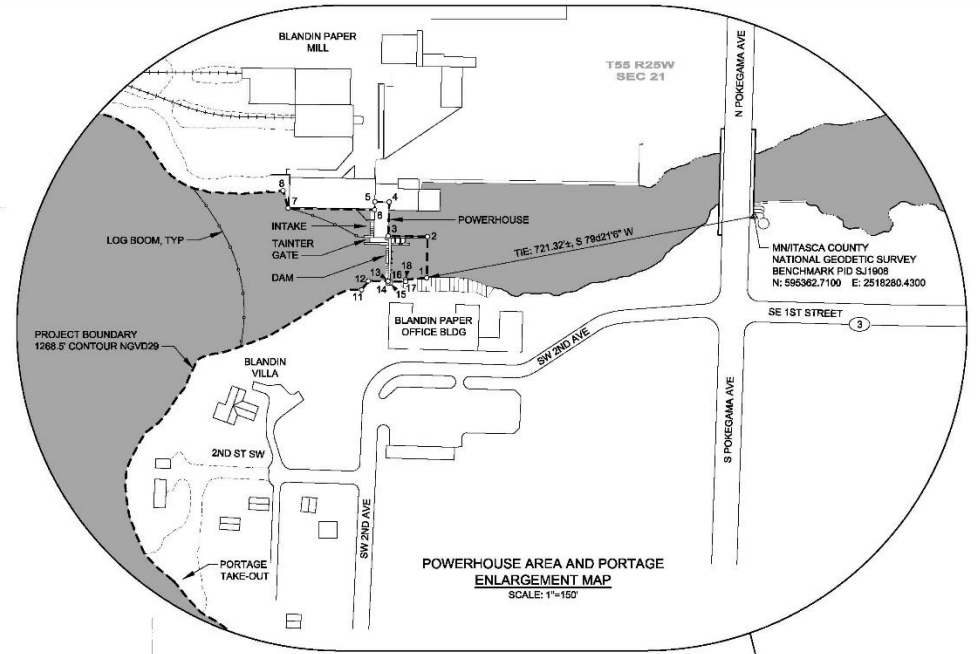 BLANDIN PAPER
MILL
T55 R25W
SEC 21
N POKEGAMA AVE
8
7
5
4
6
INTAKE
POWERHOUSE
LOG BOOM, TYP
TAINTER
GATE
3
2
TIE: 721.32'±, S 79d21'6" W
DAM
MN/ITASCA COUNTY
NATIONAL GEODETIC SURVEY
BENCHMARK PID SJ1908
N: 595362.7100 E: 2518280.4300
13
12
11
14
16
15
18
17
1
BLANDIN PAPER
OFFICE BLDG
SE 1ST STREET
3
PROJECT BOUNDARY
1268.5' CONTOUR NGVD29
SW 2ND AVE
BLANDIN
VILLA
S POKEGAMA AVE
2ND ST SW
SW 2ND AVE
PORTAGE
TAKE-OUT
POWERHOUSE AREA AND PORTAGE
ENLARGEMENT MAP
SCALE: 1"=150'